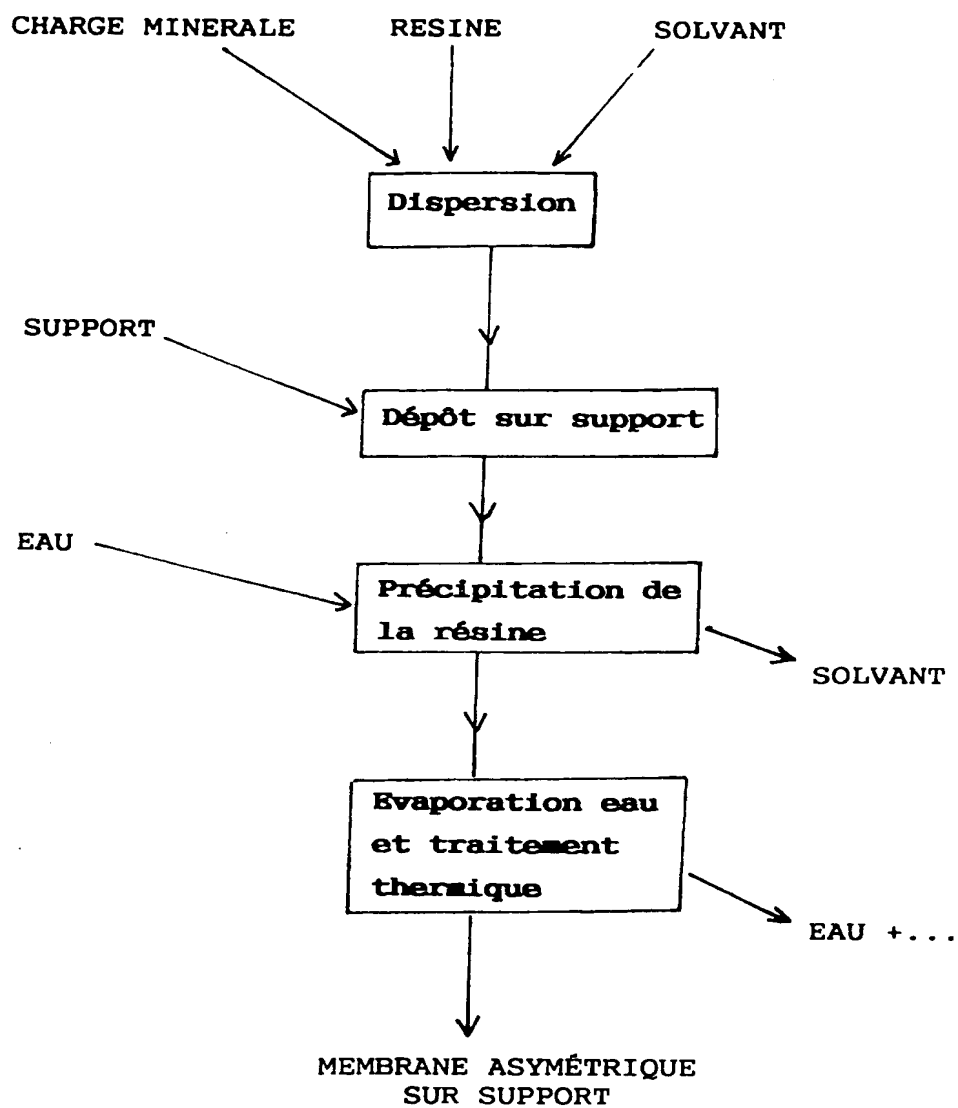 CHARGE MINERALE
RESINE
SOLVANT
Dispersion
SUPPORT
Dépôt sur support
EAU
Précipitation de
la résine
SOLVANT
Evaporation eau
et traitement
thermique
EAU +...
MEMBRANE ASYMÉTRIQUE
SUR SUPPORT